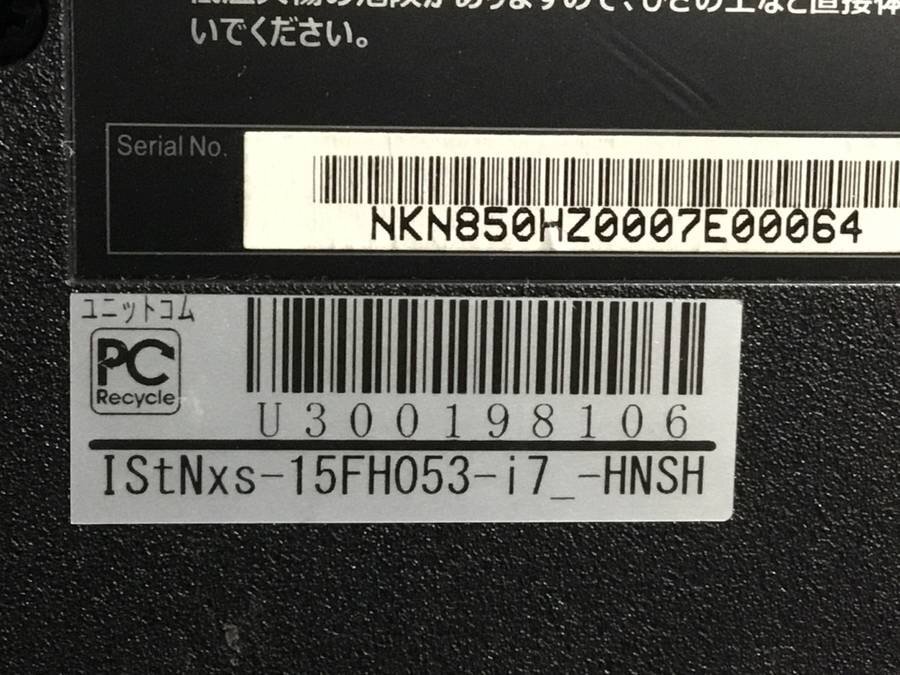 いでください。
Serial No.
NKN850HZ0007E00064
ユニットコム
PC
Recycle
U300198106
IStNxs-15FH053-i7_-HNSH